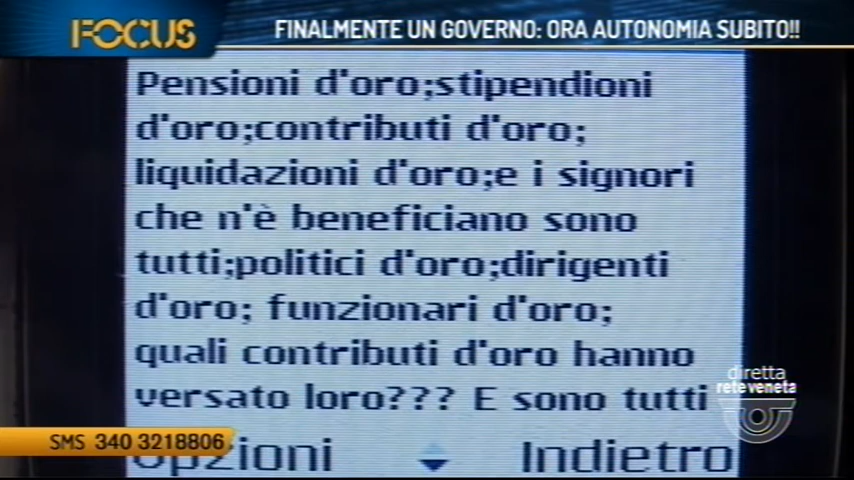 FOCUS
FINALMENTE UN GOVERNO: ORA AUTONOMIA SUBITO!!
Pensioni d'oro;stipendioni
d'oro;contributi d'oro;
liquidazioni d'oro;e i signori
che n'è beneficiano sono
tutti;politici d'oro;dirigenti
d'oro; funzionari d'oro;
quali contributi d'oro hanno
versato loro??? E sono tutti
diretta
reteveneta
SMS 340 3218806
Opzioni Indietro